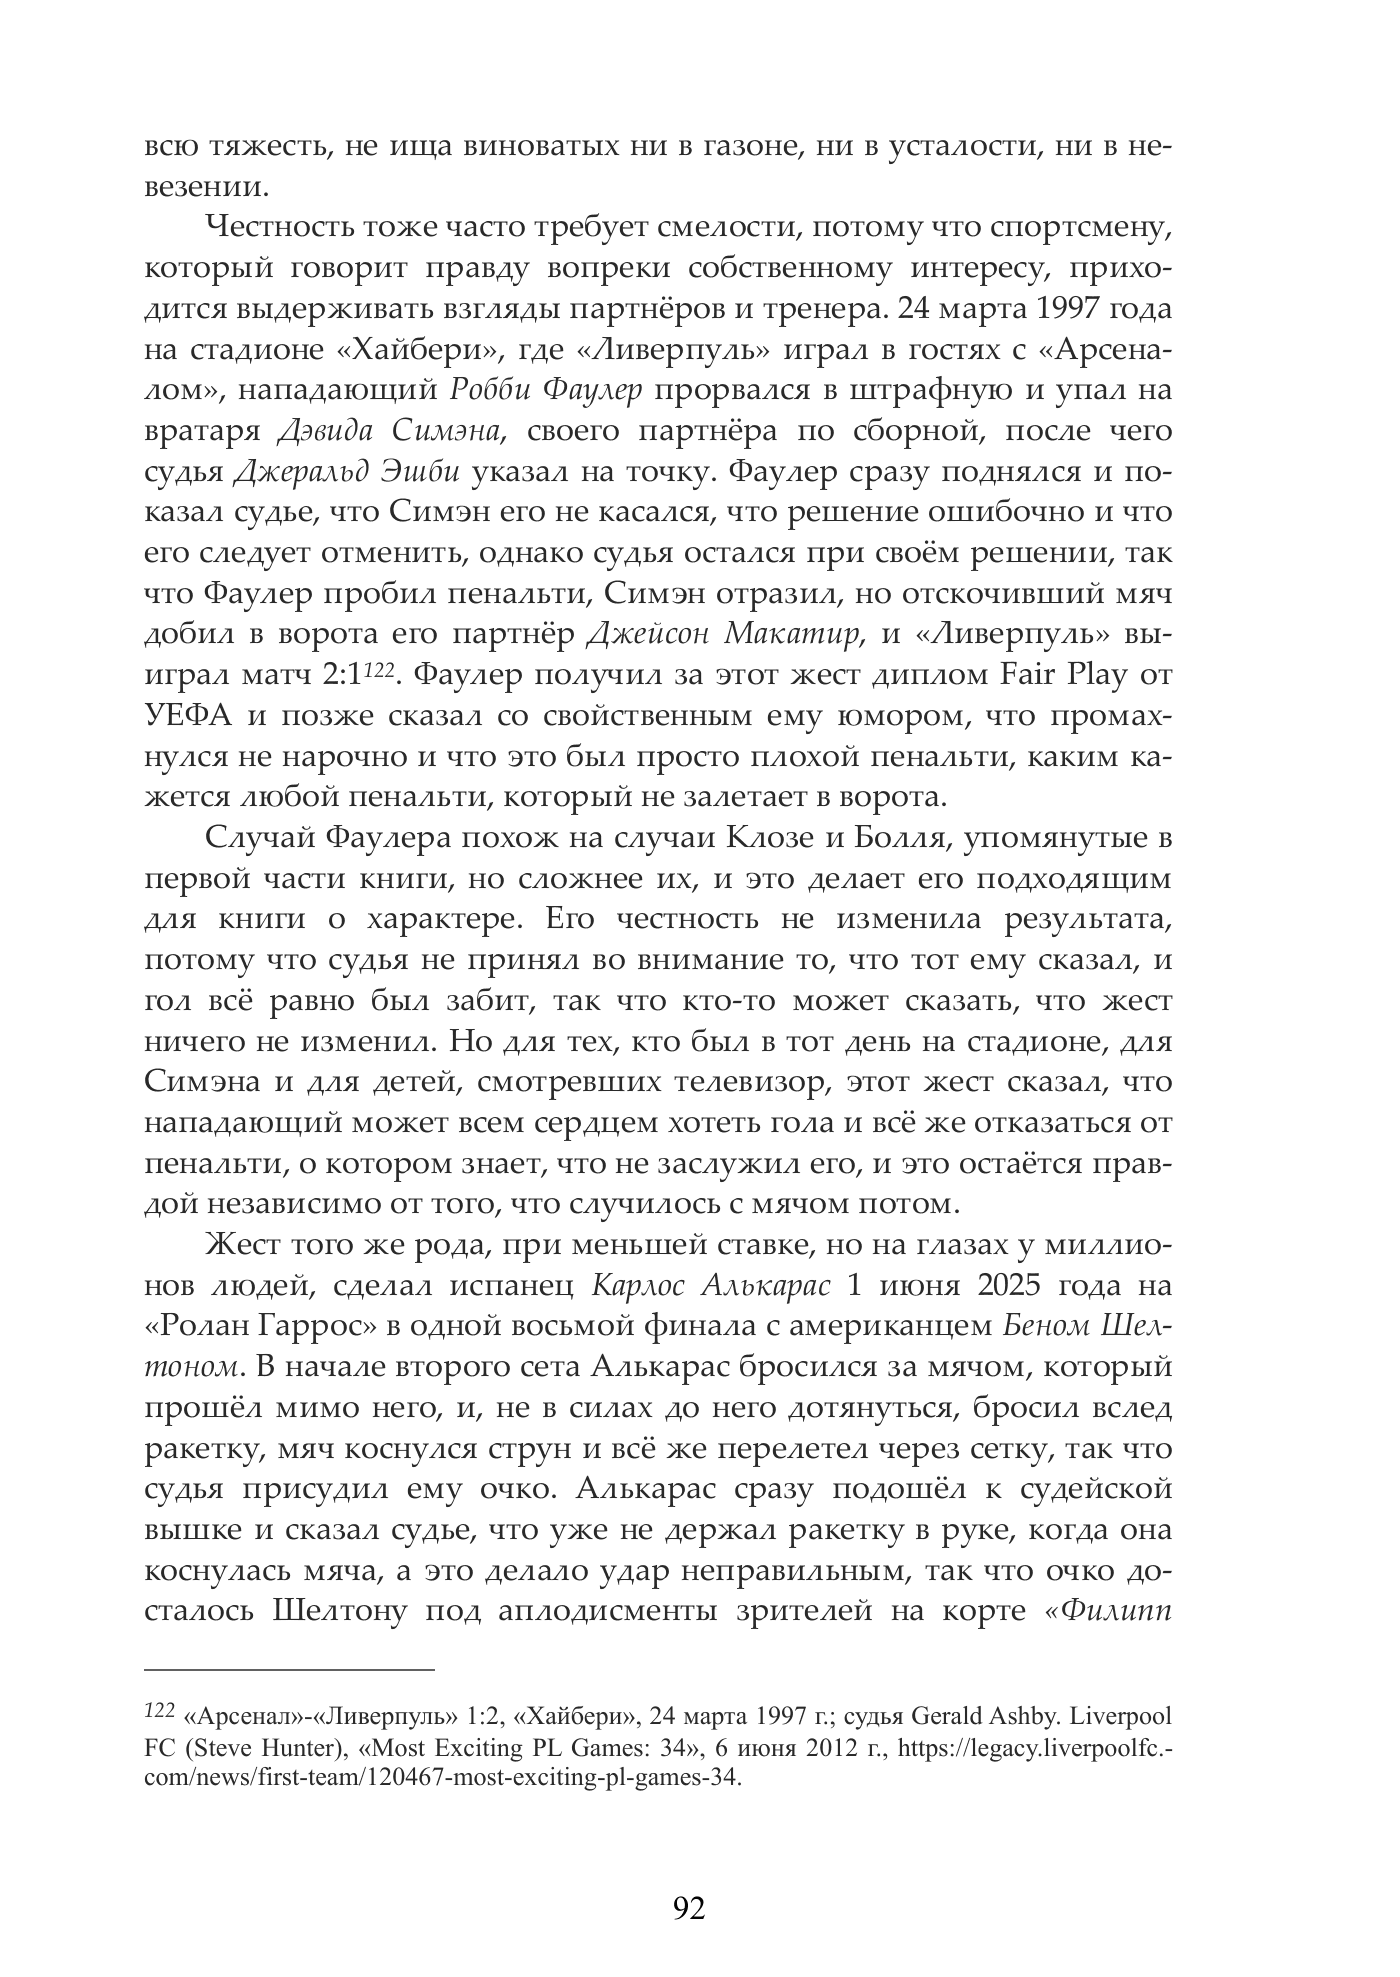 всю тяжесть, не ища виноватых ни в газоне, ни в усталости, ни в не-
везении.
Честность тоже часто требует смелости, потому что спортсмену,
который говорит правду вопреки собственному интересу, прихо-
дится выдерживать взгляды партнёров и тренера. 24 марта 1997 года
на стадионе «Хайбери», где «Ливерпуль» играл в гостях с «Арсена-
лом», нападающий Робби Фаулер прорвался в штрафную и упал на
вратаря Дэвида Симэна, своего партнёра по сборной, после чего
судья Джеральд Эшби указал на точку. Фаулер сразу поднялся и по-
казал судье, что Симэн его не касался, что решение ошибочно и что
его следует отменить, однако судья остался при своём решении, так
что Фаулер пробил пенальти, Симэн отразил, но отскочивший мяч
добил в ворота его партнёр Джейсон Макатир, и «Ливерпуль» вы-
играл матч 2:1122. Фаулер получил за этот жест диплом Fair Play от
УЕФА и позже сказал со свойственным ему юмором, что промах-
нулся не нарочно и что это был просто плохой пенальти, каким ка-
жется любой пенальти, который не залетает в ворота.
Случай Фаулера похож на случаи Клозе и Болля, упомянутые в
первой части книги, но сложнее их, и это делает его подходящим
для книги о характере. Его честность не изменила результата,
потому что судья не принял во внимание то, что тот ему сказал, и
гол всё равно был забит, так что кто-то может сказать, что жест
ничего не изменил. Но для тех, кто был в тот день на стадионе, для
Симэна и для детей, смотревших телевизор, этот жест сказал, что
нападающий может всем сердцем хотеть гола и всё же отказаться от
пенальти, о котором знает, что не заслужил его, и это остаётся прав-
дой независимо от того, что случилось с мячом потом.
Жест того же рода, при меньшей ставке, но на глазах у миллио-
нов людей, сделал испанец Карлос Алькарас 1 июня 2025 года на
«Ролан Гаррос» в одной восьмой финала с американцем Беном Шел-
тоном. В начале второго сета Алькарас бросился за мячом, который
прошёл мимо него, и, не в силах до него дотянуться, бросил вслед
ракетку, мяч коснулся струн и всё же перелетел через сетку, так что
судья присудил ему очко. Алькарас сразу подошёл к судейской
вышке и сказал судье, что уже не держал ракетку в руке, когда она
коснулась мяча, а это делало удар неправильным, так что очко до-
сталось Шелтону под аплодисменты зрителей на корте «Филипп
122 «Арсенал»-«Ливерпуль» 1:2, «Хайбери», 24 марта 1997 г.; судья Gerald Ashby. Liverpool
FC (Steve Hunter), «Most Exciting PL Games: 34», 6 июня 2012 г., https://legacy.liverpoolfc.-
com/news/first-team/120467-most-exciting-pl-games-34.
92